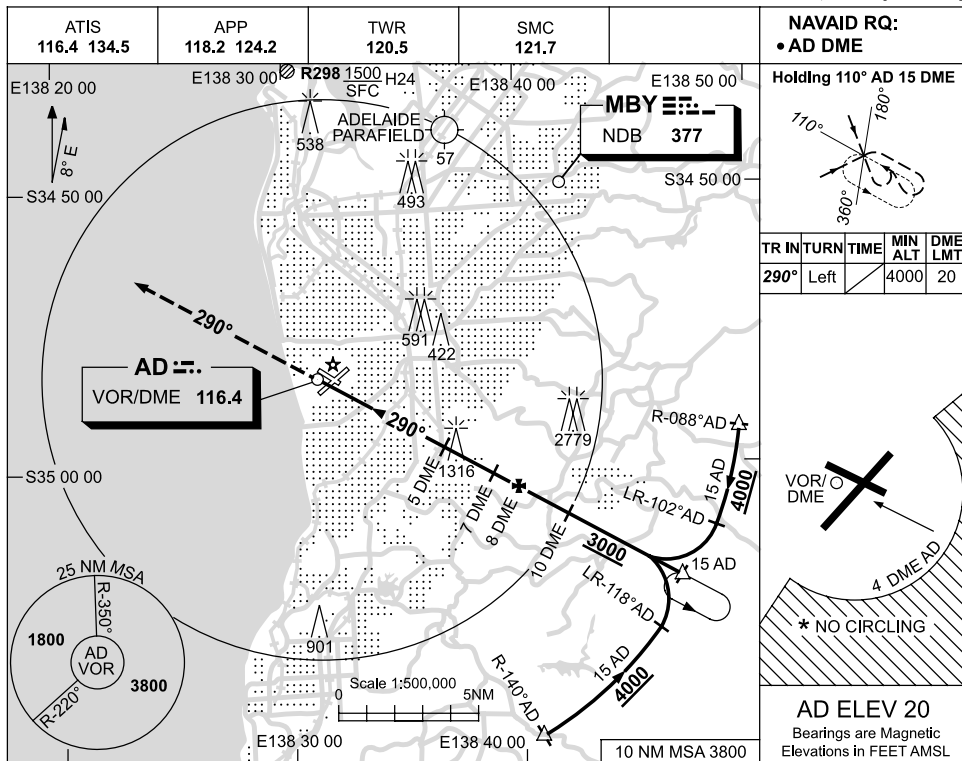 ATIS
116.4 134.5
APP
118.2 124.2
TWR
120.5
SMC
121.7
NAVAID RQ:
• AD DME
E138 20 00
E138 30 00
R298 1500 H24
SFC
E138 40 00
E138 50 00
8° E
538
ADELAIDE
PARAFIELD
57
MBY
NDB 377
493
S34 50 00
S34 50 00
290°
591
422
AD
VOR/DME 116.4
290°
1316
2779
R-088°AD
15 AD
4000
LR-102°AD
S35 00 00
5 DME
7 DME
8 DME
10 DME
3000
15 AD
LR-118°AD
25 NM MSA
R-350°
1800
AD
VOR
3800
R-220°
901
15 AD
4000
R-140°AD
Scale 1:500,000
0 5NM
E138 30 00
E138 40 00
10 NM MSA 3800
Holding 110° AD 15 DME
110°
180°
360°
TR IN TURN TIME MIN ALT DME LMT
290° Left 4000 20
VOR/
DME
4 DME AD
* NO CIRCLING
AD ELEV 20
Bearings are Magnetic
Elevations in FEET AMSL